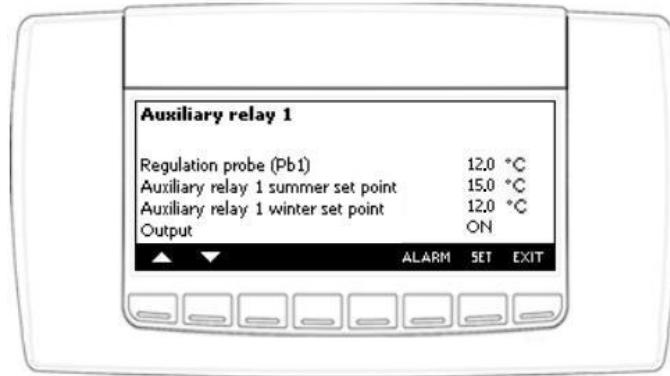 Auxiliary relay 1
Regulation probe (Pb1) 12.0 °C
Auxiliary relay 1 summer set point 15.0 °C
Auxiliary relay 1 winter set point 12.0 °C
Output ON
ALARM SET EXIT